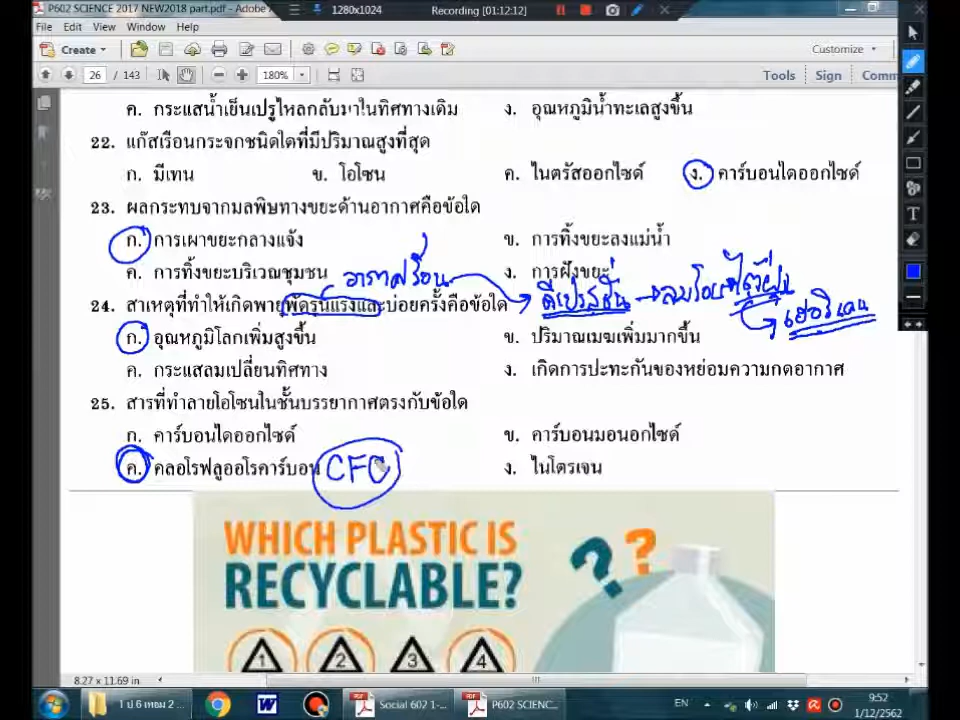 P602 SCIENCE 2017 NEW2018 part.pdf - Adobe A
1280x1024
Recording [01:12:12]
File Edit View Window Help
Create
Customize
26 / 143
180%
Tools Sign Comm
ค. กระแสน้ำเย็นเปรูไหลกลับมาในทิศทางเดิม ง. อุณหภูมิน้ำทะเลสูงขึ้น
22. แก๊สเรือนกระจกชนิดใดที่มีปริมาณสูงที่สุด
ก. มีเทน ข. โอโซน ค. ไนตรัสออกไซด์ ง. คาร์บอนไดออกไซด์
23. ผลกระทบจากมลพิษทางขยะด้านอากาศคือข้อใด
ก. การเผาขยะกลางแจ้ง ข. การทิ้งขยะลงแม่น้ำ
ค. การทิ้งขยะบริเวณชุมชน ง. การฝังขยะ
อากาศร้อน
24. สาเหตุที่ทำให้เกิดพายุพัดรุนแรงและบ่อยครั้งคือข้อใด ดีเปรสชั่น
ก. อุณหภูมิโลกเพิ่มสูงขึ้น ข. ปริมาณเมฆเพิ่มมากขึ้น
ค. กระแสลมเปลี่ยนทิศทาง ง. เกิดการปะทะกันของหย่อมความกดอากาศ
25. สารที่ทำลายโอโซนในชั้นบรรยากาศตรงกับข้อใด
ก. คาร์บอนไดออกไซด์ ข. คาร์บอนมอนอกไซด์
ค. คลอโรฟลูออโรคาร์บอน CFC ง. ไนโตรเจน
WHICH PLASTIC IS
RECYCLABLE?
??
1 2 3 4
8.27 x 11.69 in
1 ป 6 เทอม 2 ... Social 602 1-... P602 SCIENC... EN 9:52
1/12/2562